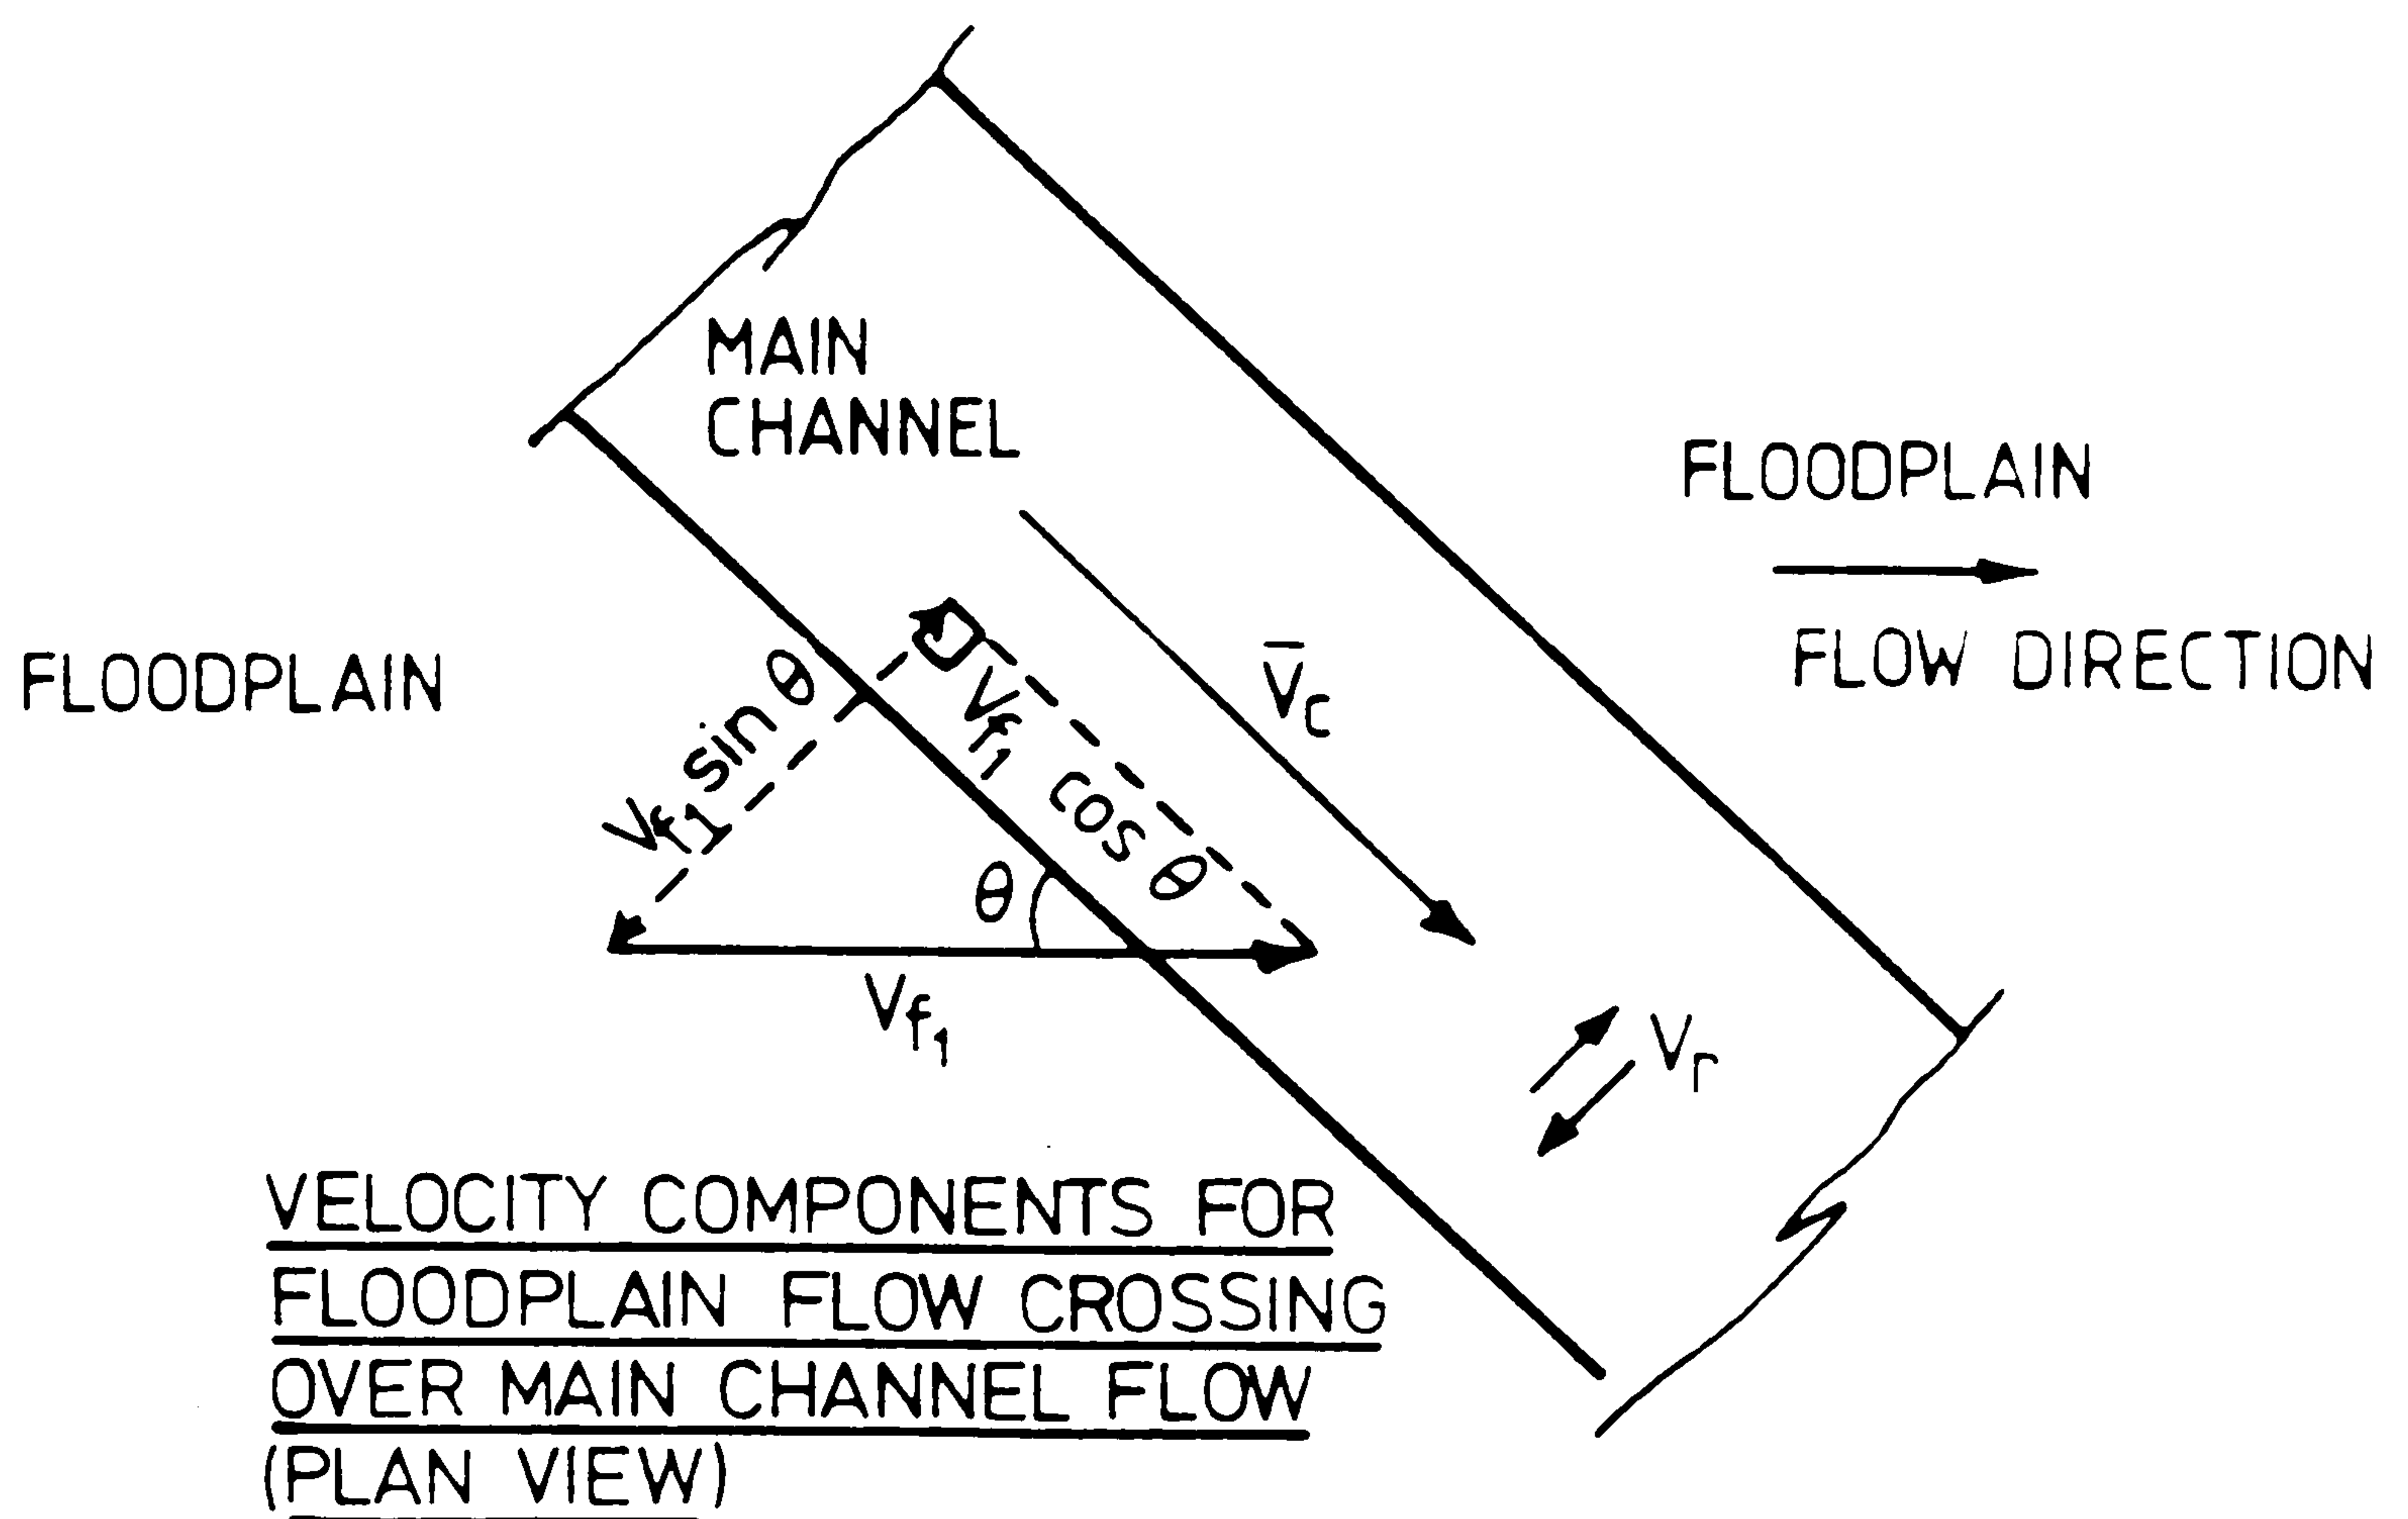 MAIN
CHANNEL
FLOODPLAIN
FLOW DIRECTION
FLOODPLAIN
V̄c
Vf1 sin θ
Vf1 cos θ
θ
Vf1
Vr
VELOCITY COMPONENTS FOR
FLOODPLAIN FLOW CROSSING
OVER MAIN CHANNEL FLOW
(PLAN VIEW)